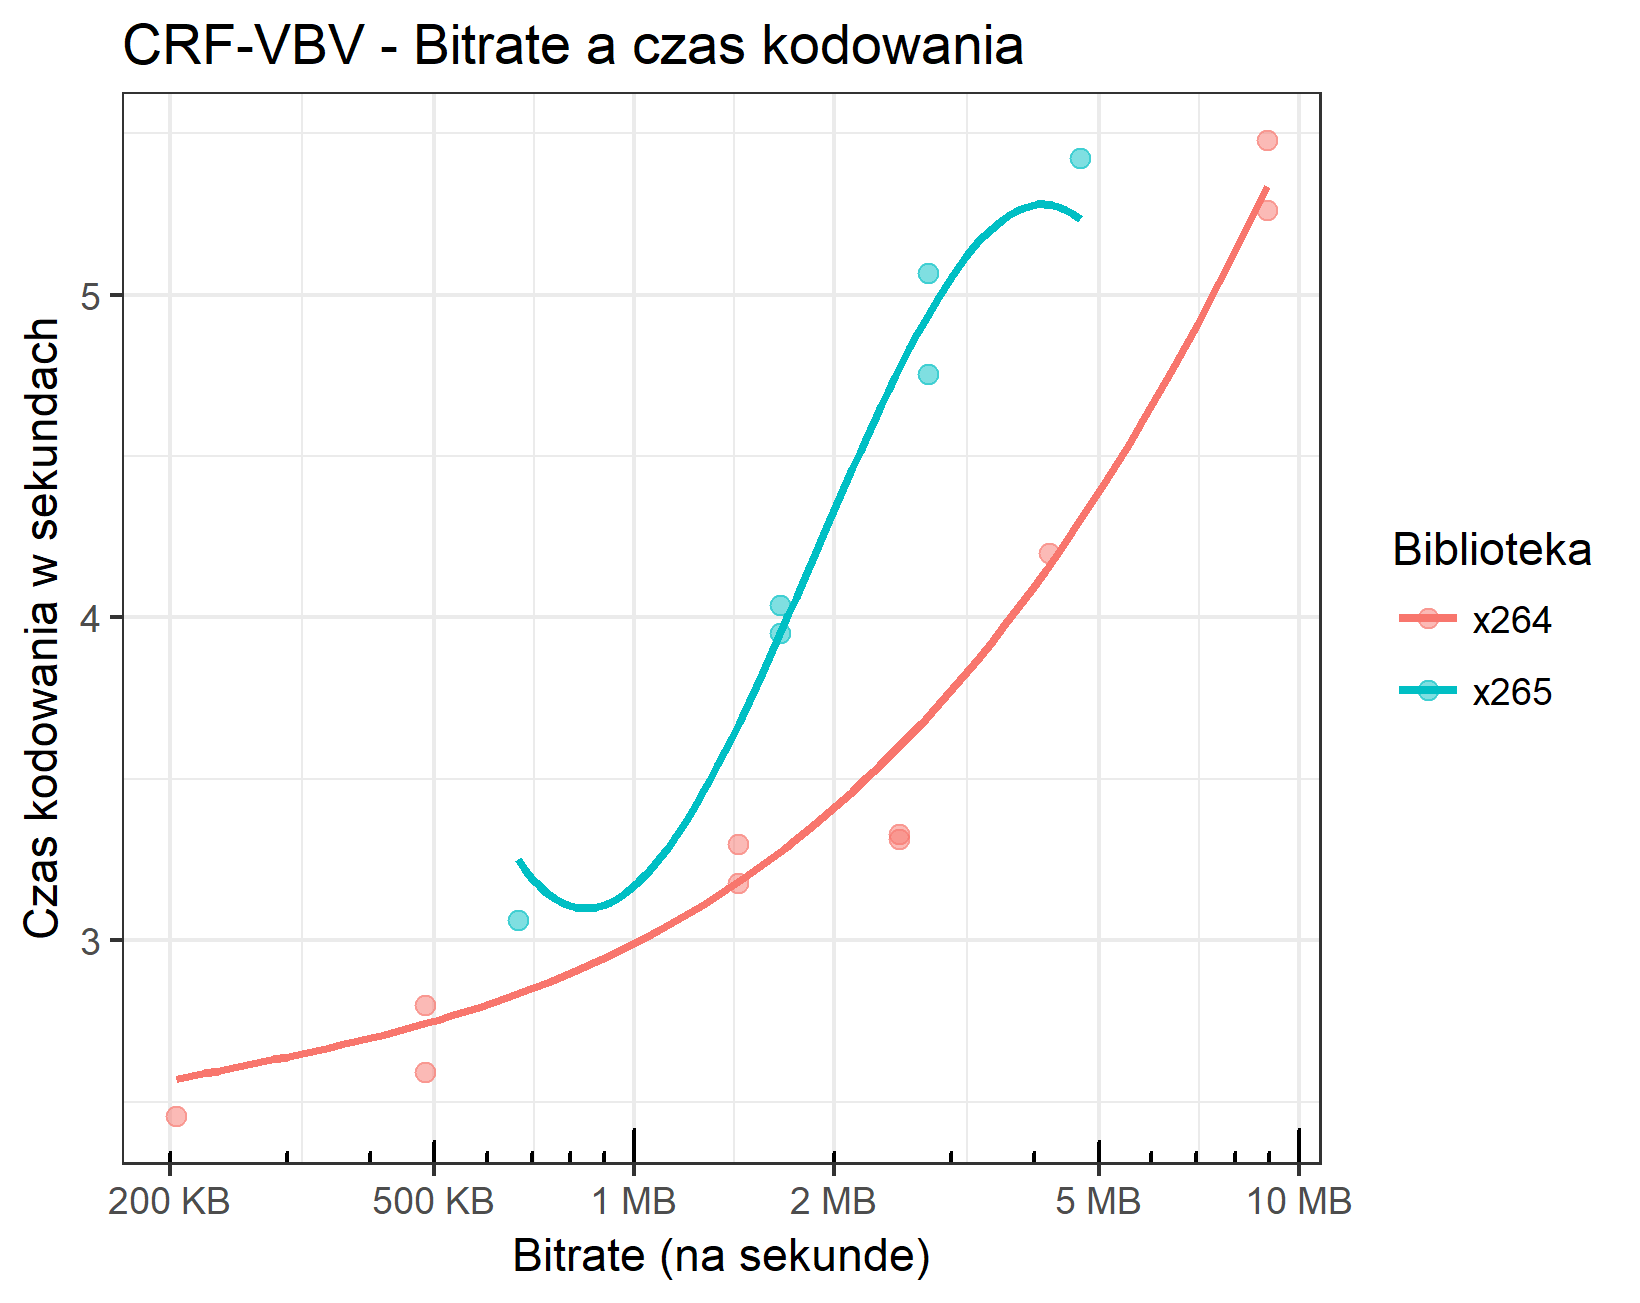 CRF-VBV - Bitrate a czas kodowania
Czas kodowania w sekundach
5
4
3
200 KB 500 KB 1 MB 2 MB 5 MB 10 MB
Bitrate (na sekunde)
Biblioteka
x264
x265